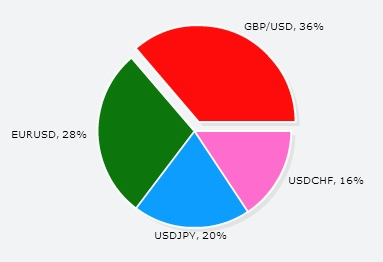 GBP/USD, 36%
EURUSD, 28%
USDCHF, 16%
USDJPY, 20%